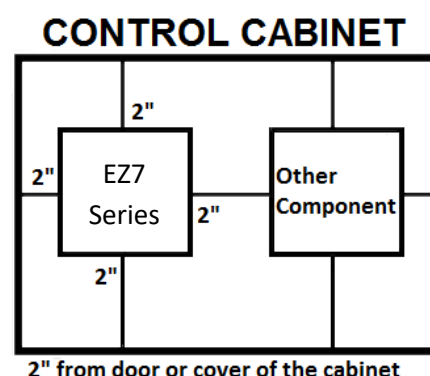 CONTROL CABINET
2"
2"
EZ7
Series
2"
2"
Other
Component
2" from door or cover of the cabinet